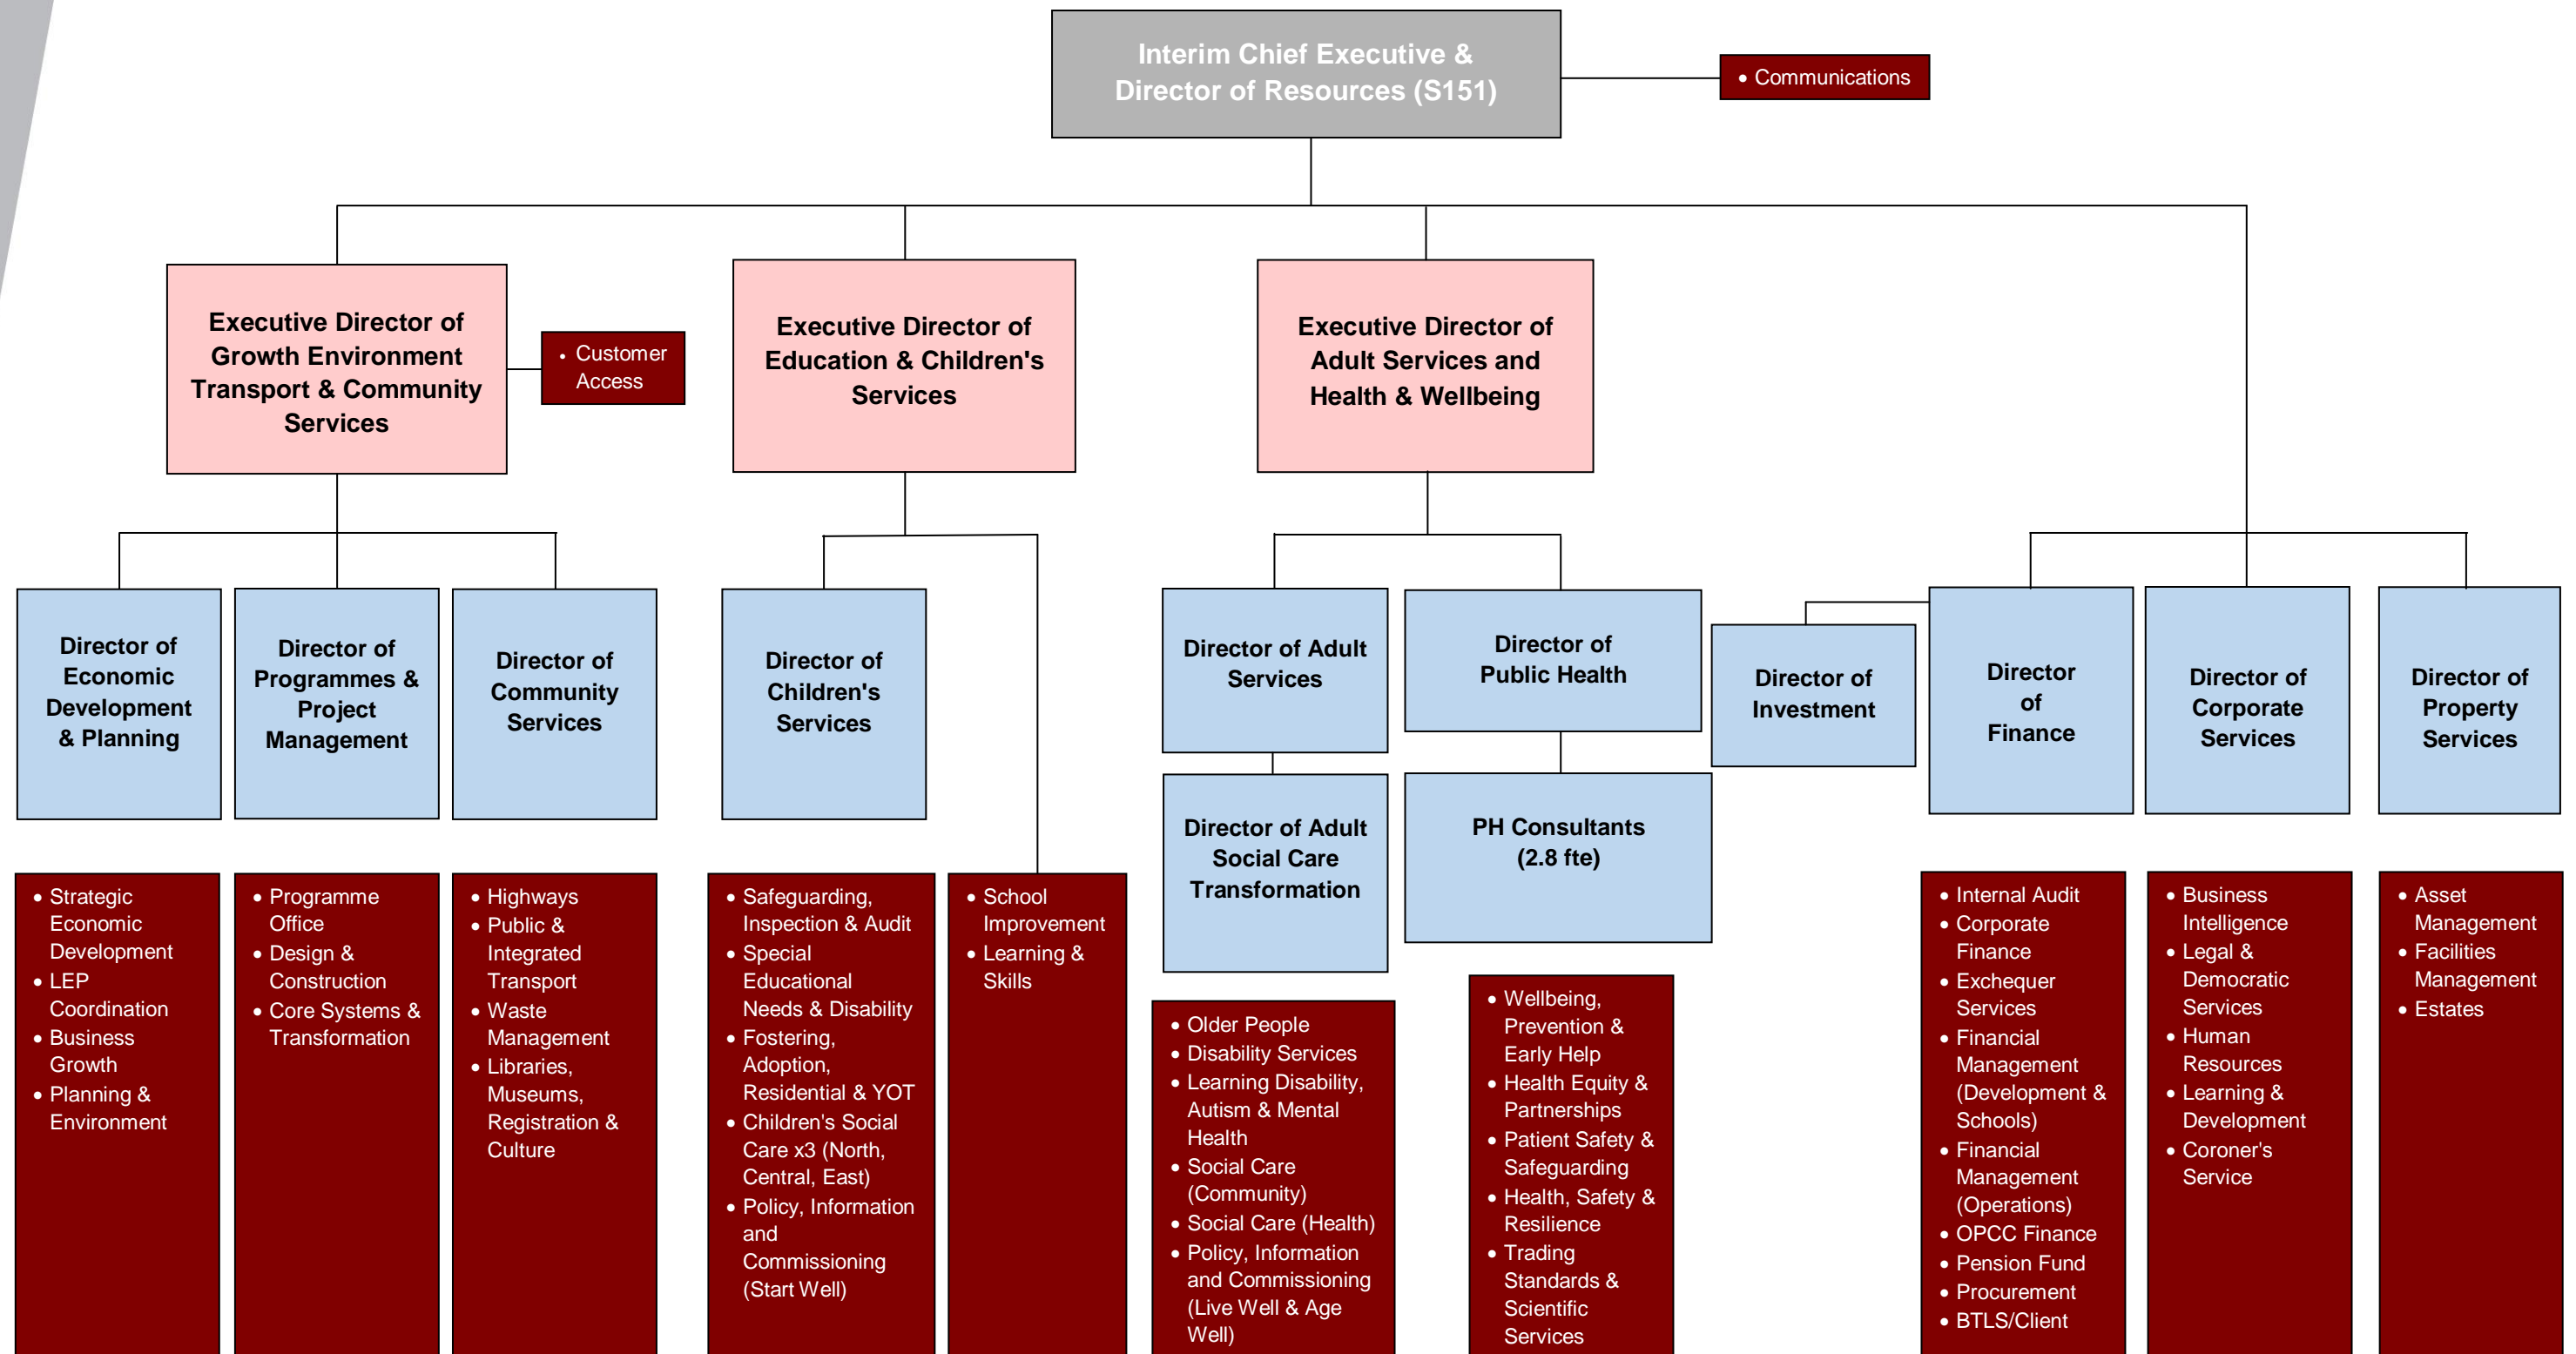 Interim Chief Executive &
Director of Resources (S151)
• Communications
Executive Director of
Growth Environment
Transport & Community
Services
• Customer
Access
Executive Director of
Education & Children's
Services
Executive Director of
Adult Services and
Health & Wellbeing
Director of
Economic
Development
& Planning
Director of
Programmes &
Project
Management
Director of
Community
Services
Director of
Children's
Services
Director of Adult
Services
Director of
Public Health
Director of
Investment
Director
of
Finance
Director of
Corporate
Services
Director of
Property
Services
Director of Adult
Social Care
Transformation
PH Consultants
(2.8 fte)
• Strategic
Economic
Development
• LEP
Coordination
• Business
Growth
• Planning &
Environment
• Programme
Office
• Design &
Construction
• Core Systems &
Transformation
• Highways
• Public &
Integrated
Transport
• Waste
Management
• Libraries,
Museums,
Registration &
Culture
• Safeguarding,
Inspection & Audit
• Special
Educational
Needs & Disability
• Fostering,
Adoption,
Residential & YOT
• Children's Social
Care x3 (North,
Central, East)
• Policy, Information
and
Commissioning
(Start Well)
• School
Improvement
• Learning &
Skills
• Older People
• Disability Services
• Learning Disability,
Autism & Mental
Health
• Social Care
(Community)
• Social Care (Health)
• Policy, Information
and Commissioning
(Live Well & Age
Well)
• Wellbeing,
Prevention &
Early Help
• Health Equity &
Partnerships
• Patient Safety &
Safeguarding
• Health, Safety &
Resilience
• Trading
Standards &
Scientific
Services
• Internal Audit
• Corporate
Finance
• Exchequer
Services
• Financial
Management
(Development &
Schools)
• Financial
Management
(Operations)
• OPCC Finance
• Pension Fund
• Procurement
• BTLS/Client
• Business
Intelligence
• Legal &
Democratic
Services
• Human
Resources
• Learning &
Development
• Coroner's
Service
• Asset
Management
• Facilities
Management
• Estates